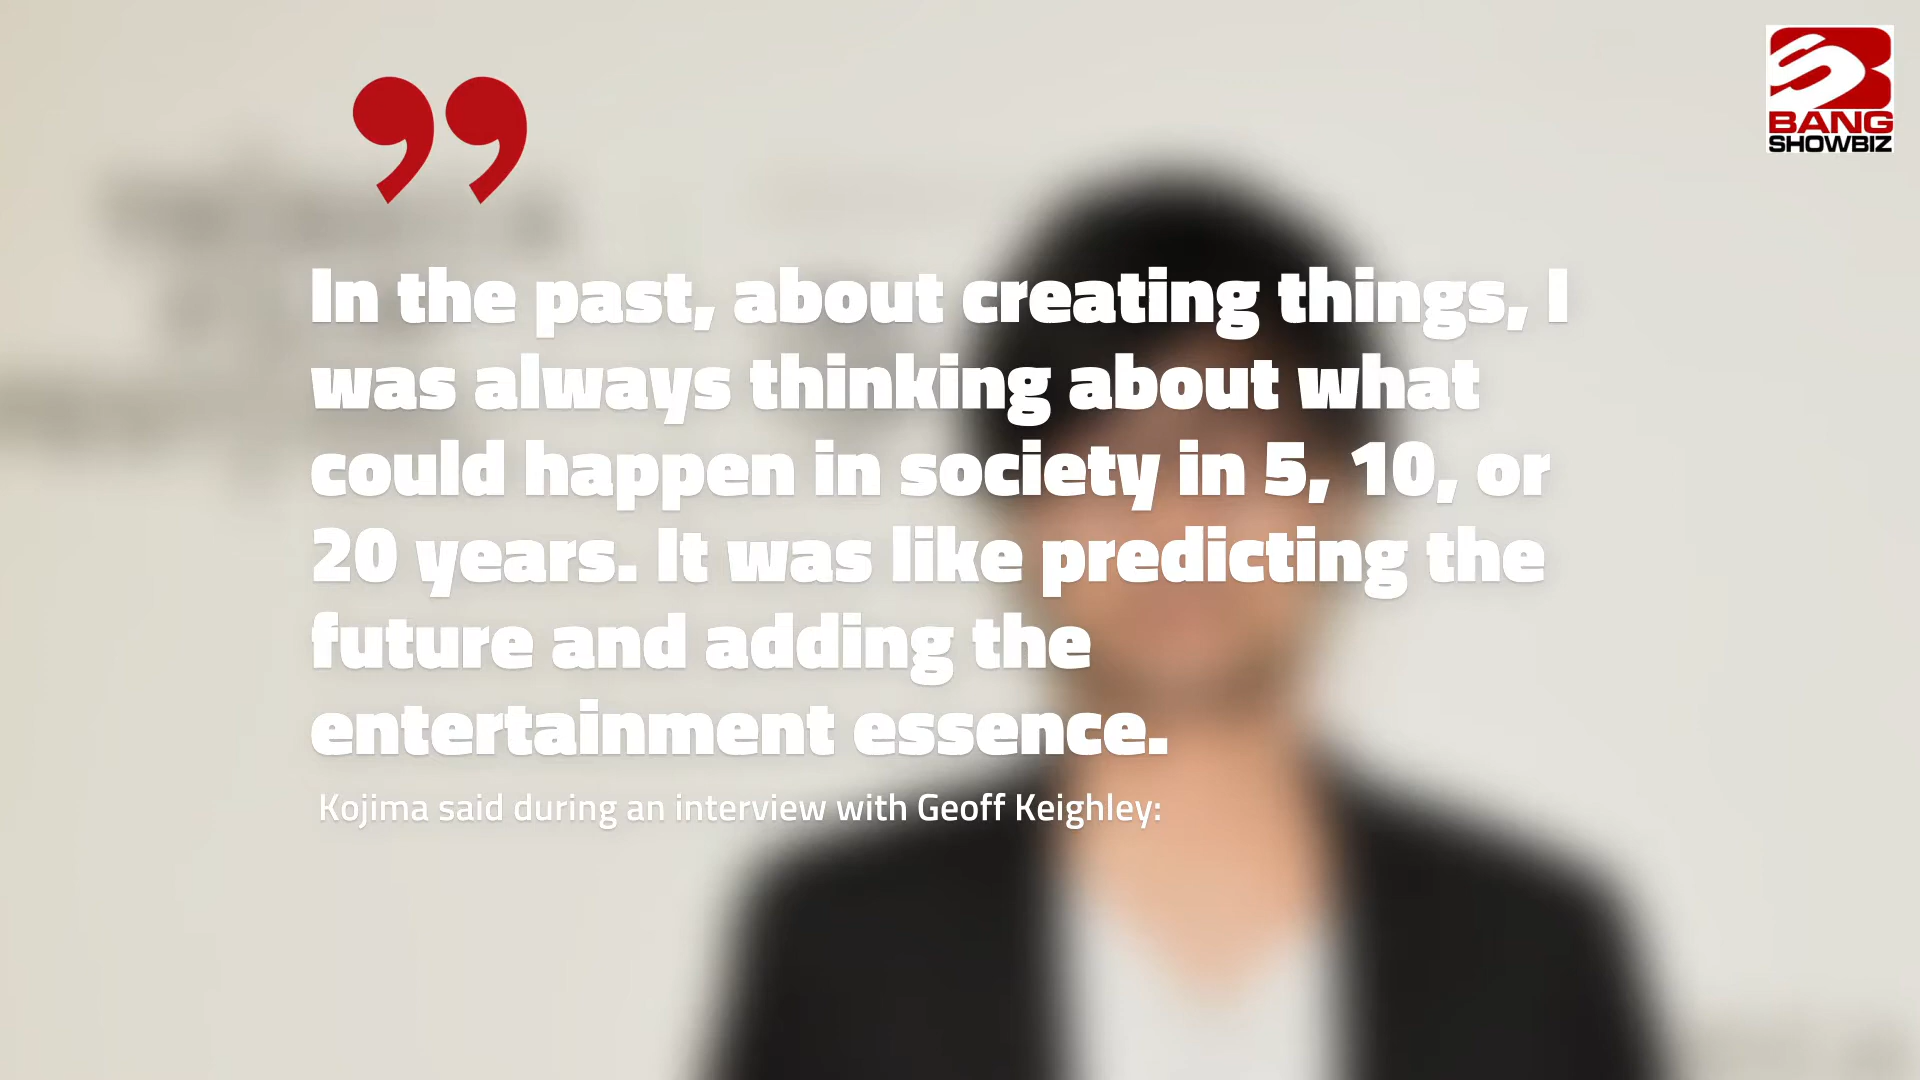 ”
BANG
SHOWBIZ
In the past, about creating things, I
was always thinking about what
could happen in society in 5, 10, or
20 years. It was like predicting the
future and adding the
entertainment essence.
Kojima said during an interview with Geoff Keighley: